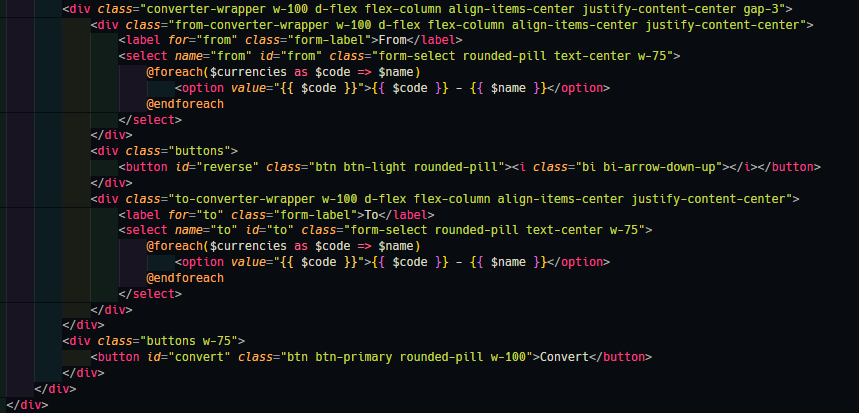 <div class="converter-wrapper w-100 d-flex flex-column align-items-center justify-content-center gap-3">
<div class="from-converter-wrapper w-100 d-flex flex-column align-items-center justify-content-center">
<label for="from" class="form-label">From</label>
<select name="from" id="from" class="form-select rounded-pill text-center w-75">
@foreach($currencies as $code => $name)
<option value="{{ $code }}">{{ $code }} - {{ $name }}</option>
@endforeach
</select>
</div>
<div class="buttons">
<button id="reverse" class="btn btn-light rounded-pill"><i class="bi bi-arrow-down-up"></i></button>
</div>
<div class="to-converter-wrapper w-100 d-flex flex-column align-items-center justify-content-center">
<label for="to" class="form-label">To</label>
<select name="to" id="to" class="form-select rounded-pill text-center w-75">
@foreach($currencies as $code => $name)
<option value="{{ $code }}">{{ $code }} - {{ $name }}</option>
@endforeach
</select>
</div>
</div>
<div class="buttons w-75">
<button id="convert" class="btn btn-primary rounded-pill w-100">Convert</button>
</div>
</div>
</div>